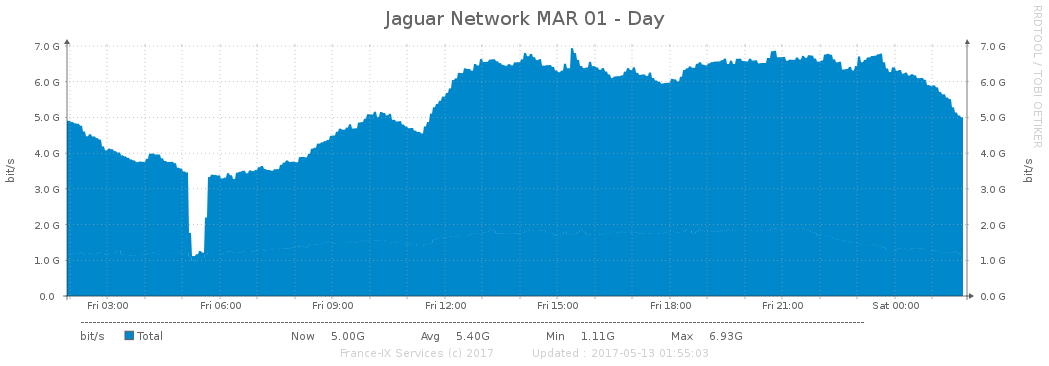 Jaguar Network MAR 01 - Day
RRDTOOL / TOBI OETIKER
7.0 G 7.0 G
6.0 G 6.0 G
5.0 G 5.0 G
4.0 G 4.0 G
3.0 G 3.0 G
2.0 G 2.0 G
1.0 G 1.0 G
0.0 0.0 G
bit/s
bit/s
Fri 03:00 Fri 06:00 Fri 09:00 Fri 12:00 Fri 15:00 Fri 18:00 Fri 21:00 Sat 00:00
bit/s Total Now 5.00G Avg 5.40G Min 1.11G Max 6.93G
France-IX Services (c) 2017 Updated : 2017-05-13 01:55:03